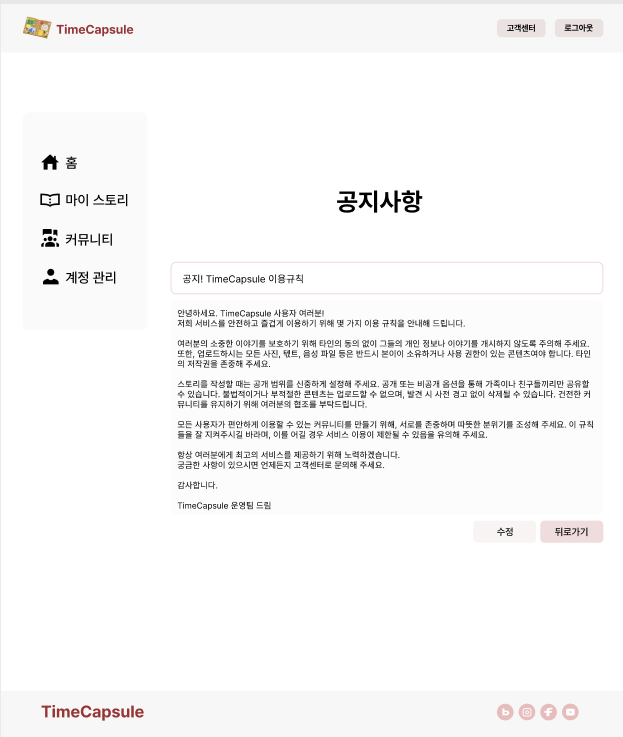 TimeCapsule
고객센터
로그아웃
홈
마이 스토리
커뮤니티
계정 관리
공지사항
공지! TimeCapsule 이용규칙
안녕하세요. TimeCapsule 사용자 여러분!
저희 서비스를 안전하고 즐겁게 이용하기 위해 몇 가지 이용 규칙을 안내해 드립니다.
여러분의 소중한 이야기를 보호하기 위해 타인의 동의 없이 그들의 개인 정보나 이야기를 개시하지 않도록 주의해 주세요.
또한, 업로드하시는 모든 사진, 텍트, 음성 파일 등은 반드시 본이이 소유하거나 사용 권한이 있는 콘텐츠여야 합니다. 타인
의 저작권을 존중해 주세요.
스토리를 작성할 때는 공개 범위를 신중하게 설정해 주세요. 공개 또는 비공개 옵션을 통해 가족이나 친구들끼리만 공유할
수 있습니다. 불법적이거나 부적절한 콘텐츠는 업로드할 수 없으며, 발견 시 사전 경고 없이 삭제될 수 있습니다. 건전한 커
뮤니티를 유지하기 위해 여러분의 협조를 부탁드립니다.
모든 사용자가 편안하게 이용할 수 있는 커뮤니티를 만들기 위해, 서로를 존중하며 따뜻한 분위기를 조성해 주세요. 이 규칙
들을 잘 지켜주시길 바라며, 이를 어길 경우 서비스 이용이 제한될 수 있음을 유의해 주세요.
항상 여러분에게 최고의 서비스를 제공하기 위해 노력하겠습니다.
궁금한 사항이 있으시면 언제든지 고객센터로 문의해 주세요.
감사합니다.
TimeCapsule 운영팀 드림
수정
뒤로가기
TimeCapsule